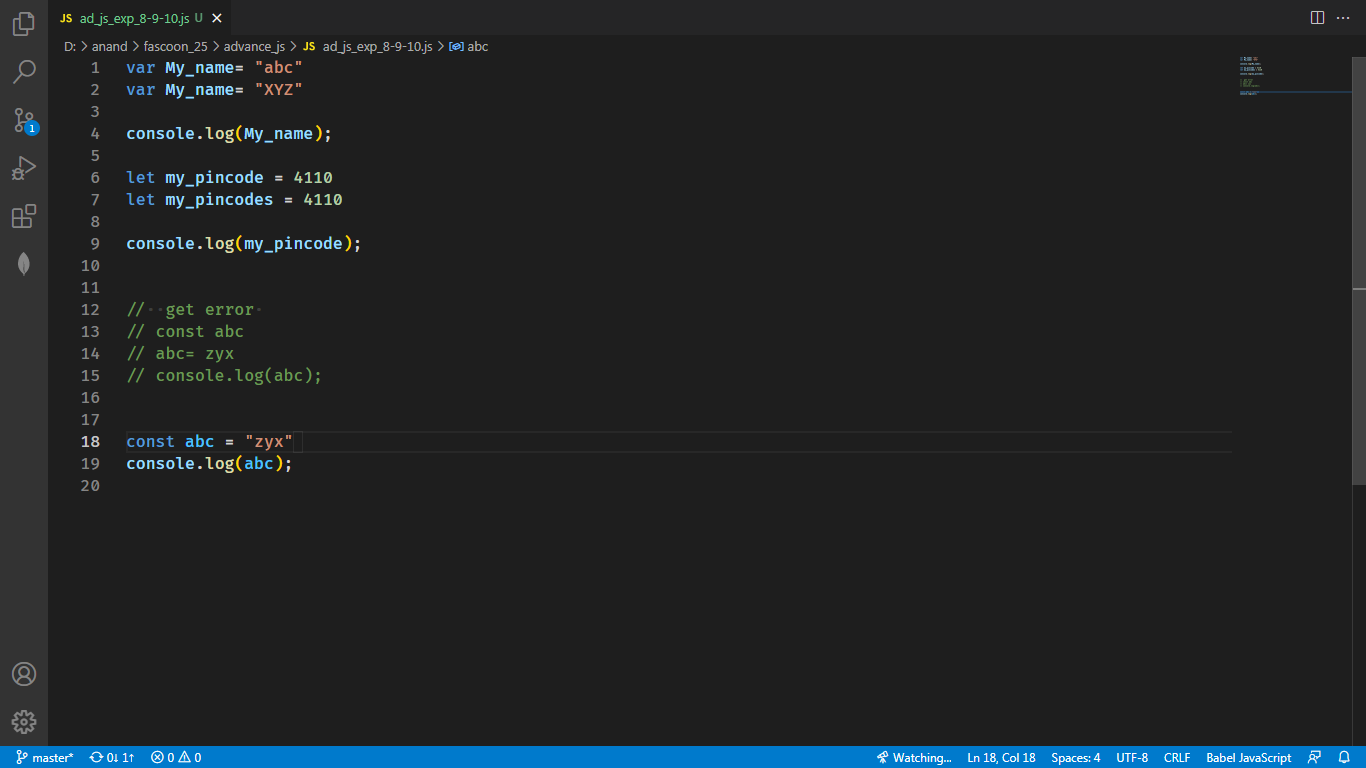 JS ad_js_exp_8-9-10.js U
D: > anand > fascoon_25 > advance_js > JS ad_js_exp_8-9-10.js > abc
1 var My_name= "abc"
2 var My_name= "XYZ"
3
4 console.log(My_name);
5
6 let my_pincode = 4110
7 let my_pincodes = 4110
8
9 console.log(my_pincode);
10
11
12 //  get error
13 // const abc
14 // abc= zyx
15 // console.log(abc);
16
17
18 const abc = "zyx"
19 console.log(abc);
20
1
master* 0↓ 1↑ 0 0 Watching... Ln 18, Col 18 Spaces: 4 UTF-8 CRLF Babel JavaScript